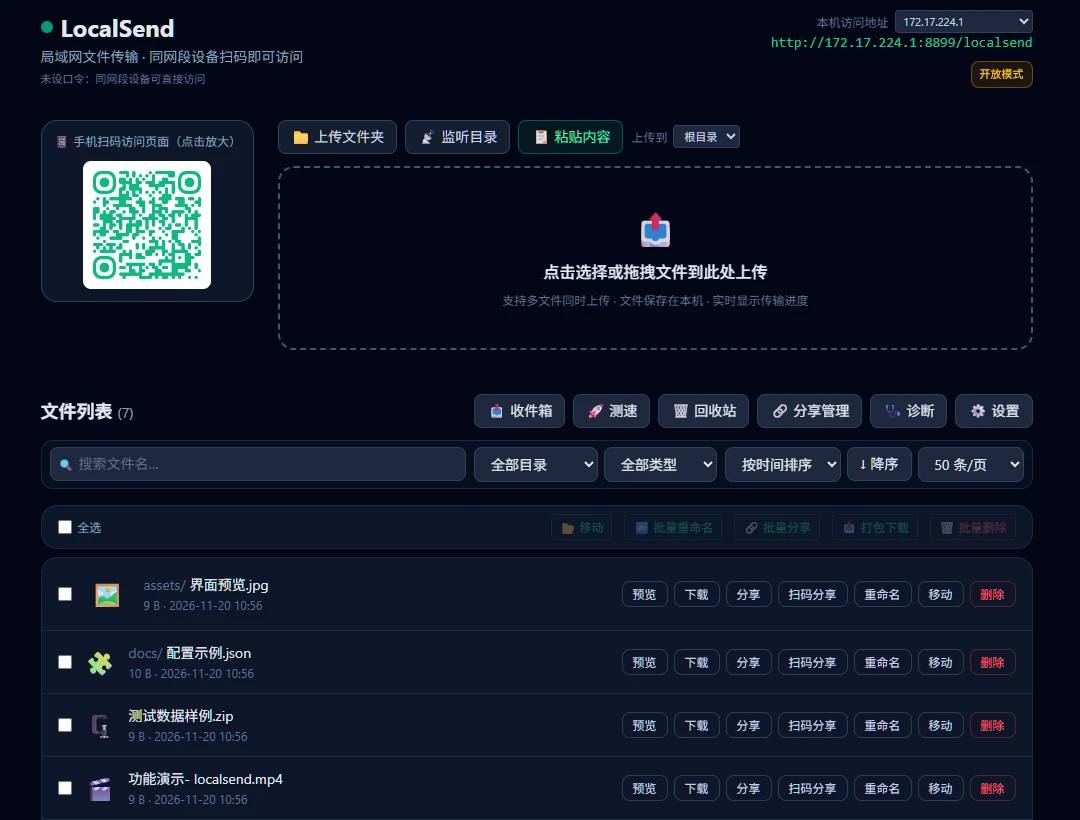 LocalSend
局域网文件传输 · 同网段设备扫码即可访问
未设口令：同网段设备可直接访问
本机访问地址 172.17.224.1
http://172.17.224.1:8899/localsend
开放模式
手机扫码访问页面（点击放大）
上传文件夹 监听目录 粘贴内容 上传到 根目录
点击选择或拖拽文件到此处上传
支持多文件同时上传 · 文件保存在本机 · 实时显示传输进度
文件列表 (7)
收件箱 测速 回收站 分享管理 诊断 设置
搜索文件名... 全部目录 全部类型 按时间排序 ↓ 降序 50 条/页
全选 移动 批量重命名 批量分享 打包下载 批量删除
assets/ 界面预览.jpg
9 B · 2026-11-20 10:56
预览 下载 分享 扫码分享 重命名 移动 删除
docs/ 配置示例.json
10 B · 2026-11-20 10:56
预览 下载 分享 扫码分享 重命名 移动 删除
测试数据样例.zip
9 B · 2026-11-20 10:56
预览 下载 分享 扫码分享 重命名 移动 删除
功能演示- localsend.mp4
9 B · 2026-11-20 10:56
预览 下载 分享 扫码分享 重命名 移动 删除